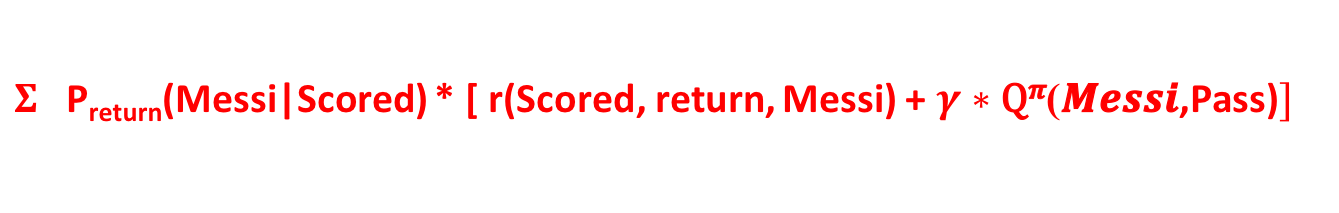 Σ P_return(Messi|Scored) * [ r(Scored, return, Messi) + γ ∗ Q^π(Messi,Pass)]